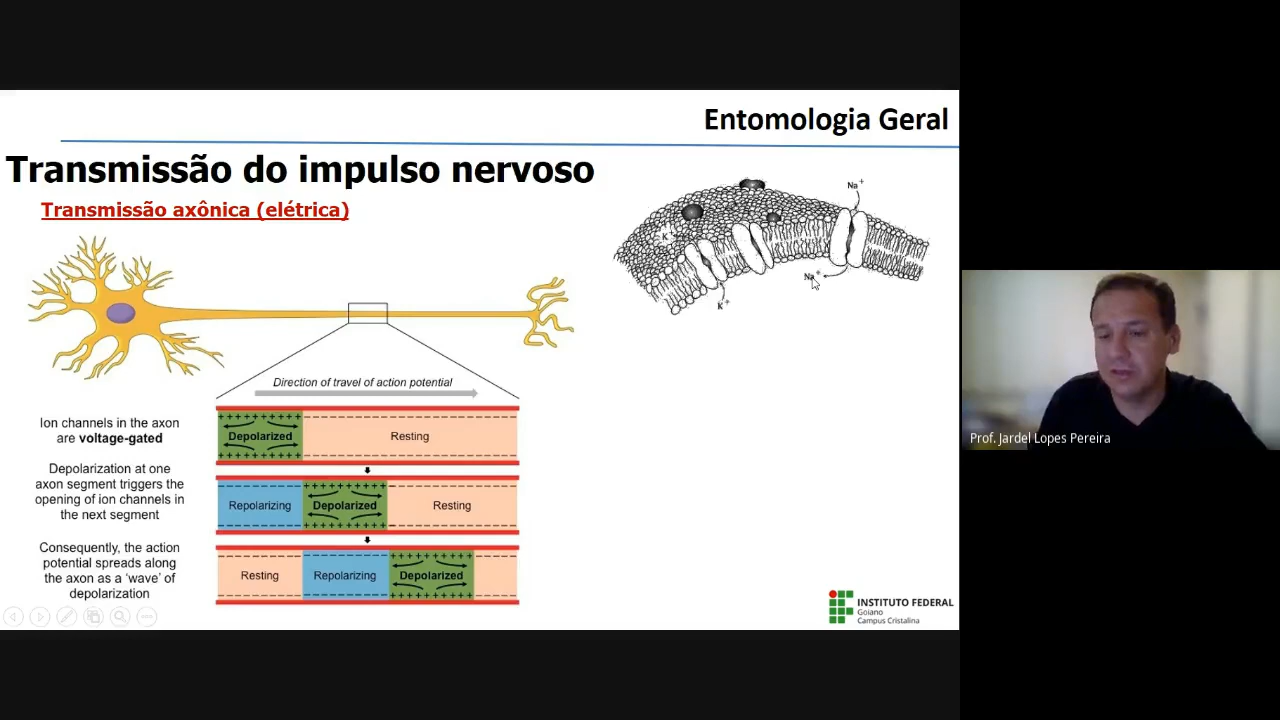 Entomologia Geral
Transmissão do impulso nervoso
Transmissão axônica (elétrica)
Na+
K+
Na+
K+
Direction of travel of action potential
Ion channels in the axon
are voltage-gated
Depolarized
Resting
Depolarization at one
axon segment triggers the
opening of ion channels in
the next segment
Repolarizing
Depolarized
Resting
Consequently, the action
potential spreads along
the axon as a 'wave' of
depolarization
Resting
Repolarizing
Depolarized
INSTITUTO FEDERAL
Goiano
Campus Cristalina
Prof. Jardel Lopes Pereira